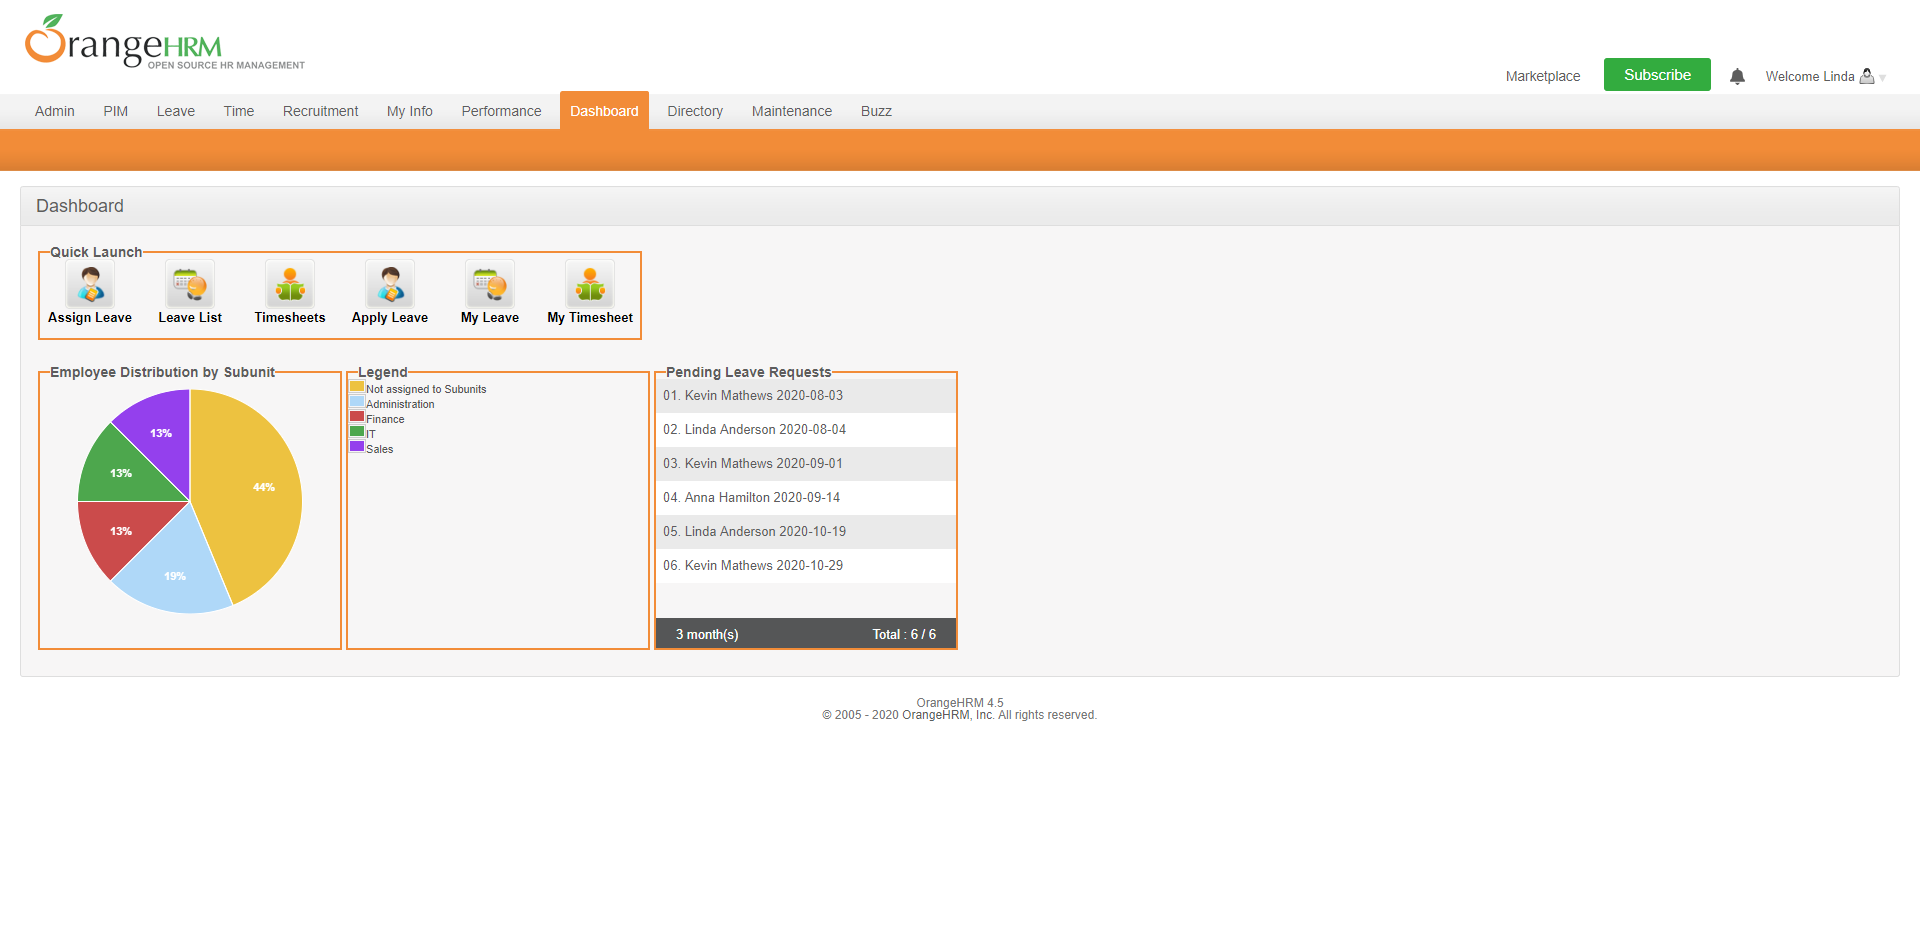 OrangeHRM
OPEN SOURCE HR MANAGEMENT
Marketplace Subscribe Welcome Linda
Admin PIM Leave Time Recruitment My Info Performance Dashboard Directory Maintenance Buzz
Dashboard
Quick Launch
Assign Leave Leave List Timesheets Apply Leave My Leave My Timesheet
Employee Distribution by Subunit
13%
44%
13%
13%
19%
Legend
Not assigned to Subunits
Administration
Finance
IT
Sales
Pending Leave Requests
01. Kevin Mathews 2020-08-03
02. Linda Anderson 2020-08-04
03. Kevin Mathews 2020-09-01
04. Anna Hamilton 2020-09-14
05. Linda Anderson 2020-10-19
06. Kevin Mathews 2020-10-29
3 month(s) Total : 6 / 6
OrangeHRM 4.5
© 2005 - 2020 OrangeHRM, Inc. All rights reserved.